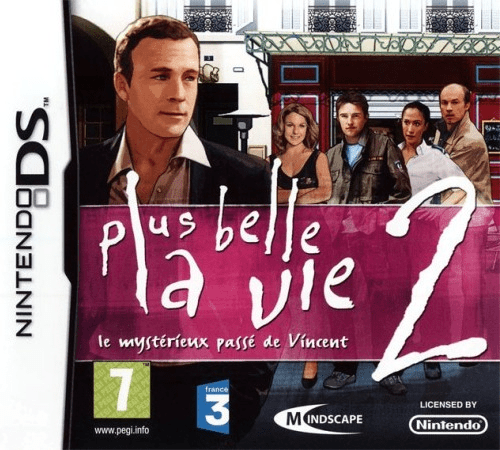 NINTENDO DS™
plus belle
la vie 2
le mystérieux passé de Vincent
7
www.pegi.info
france
3
MINDSCAPE
LICENSED BY
Nintendo